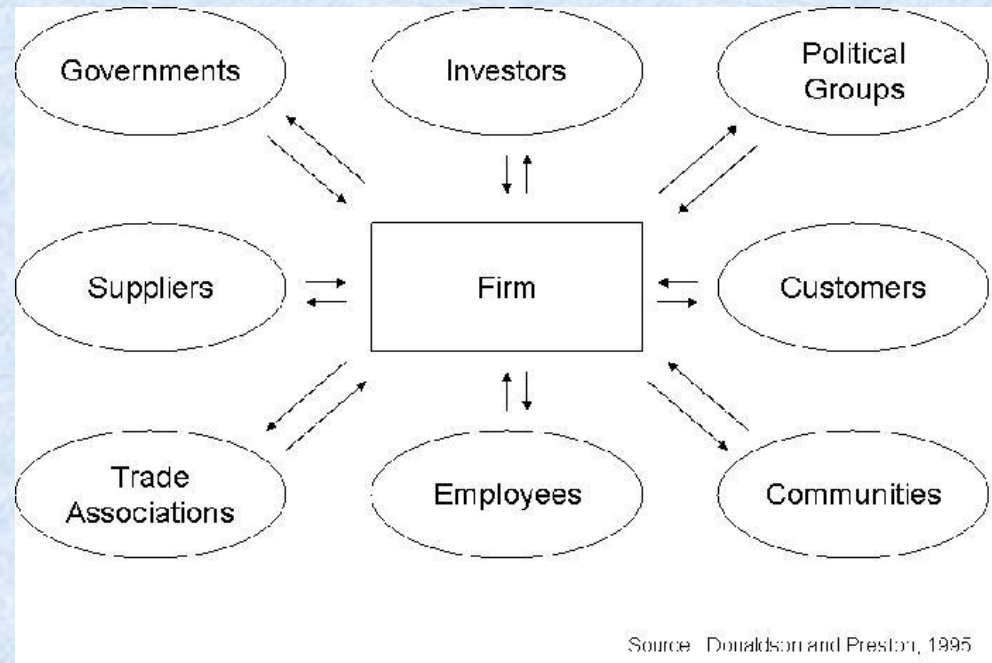 Governments
Investors
Political
Groups
Suppliers
Firm
Customers
Trade
Associations
Employees
Communities
Source Donaldson and Preston, 1995